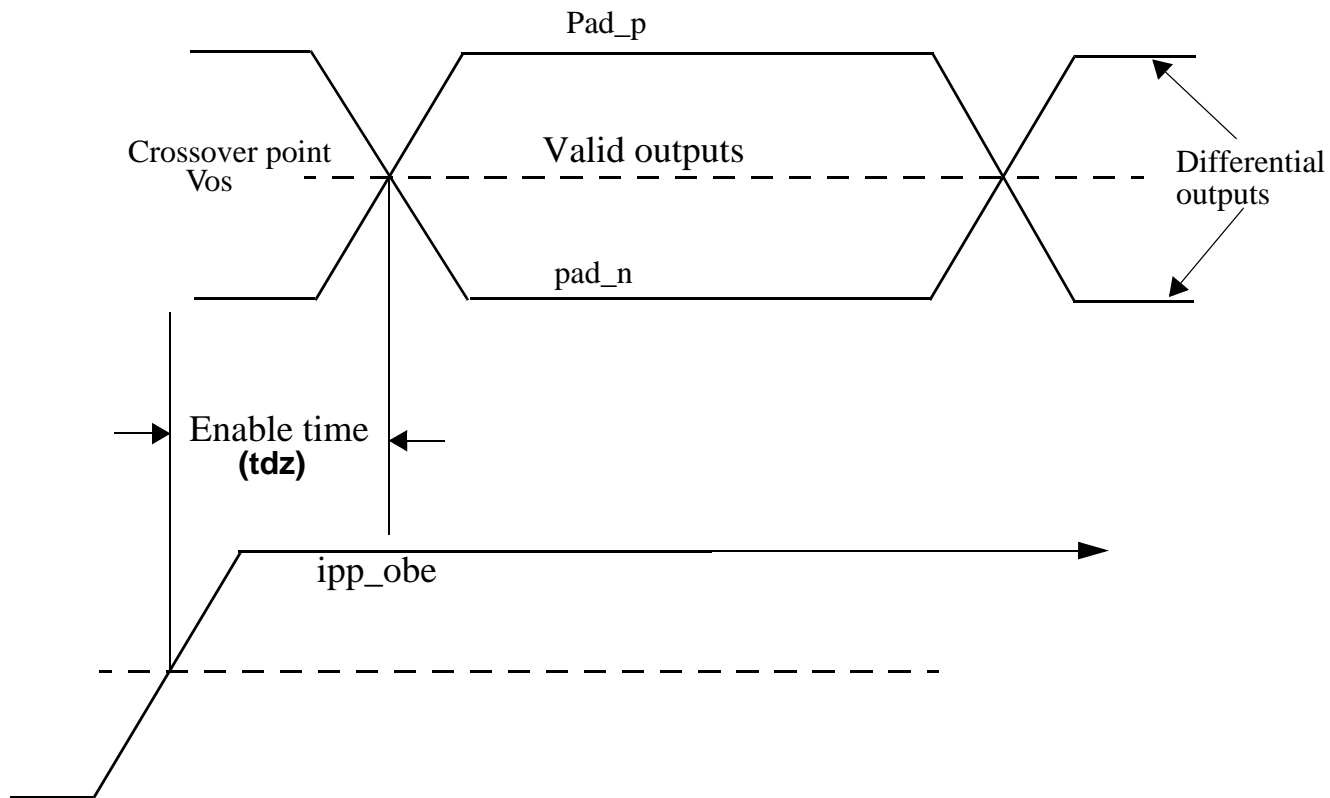 Pad_p
Crossover point
Vos
Valid outputs
Differential
outputs
pad_n
Enable time
(tdz)
ipp_obe